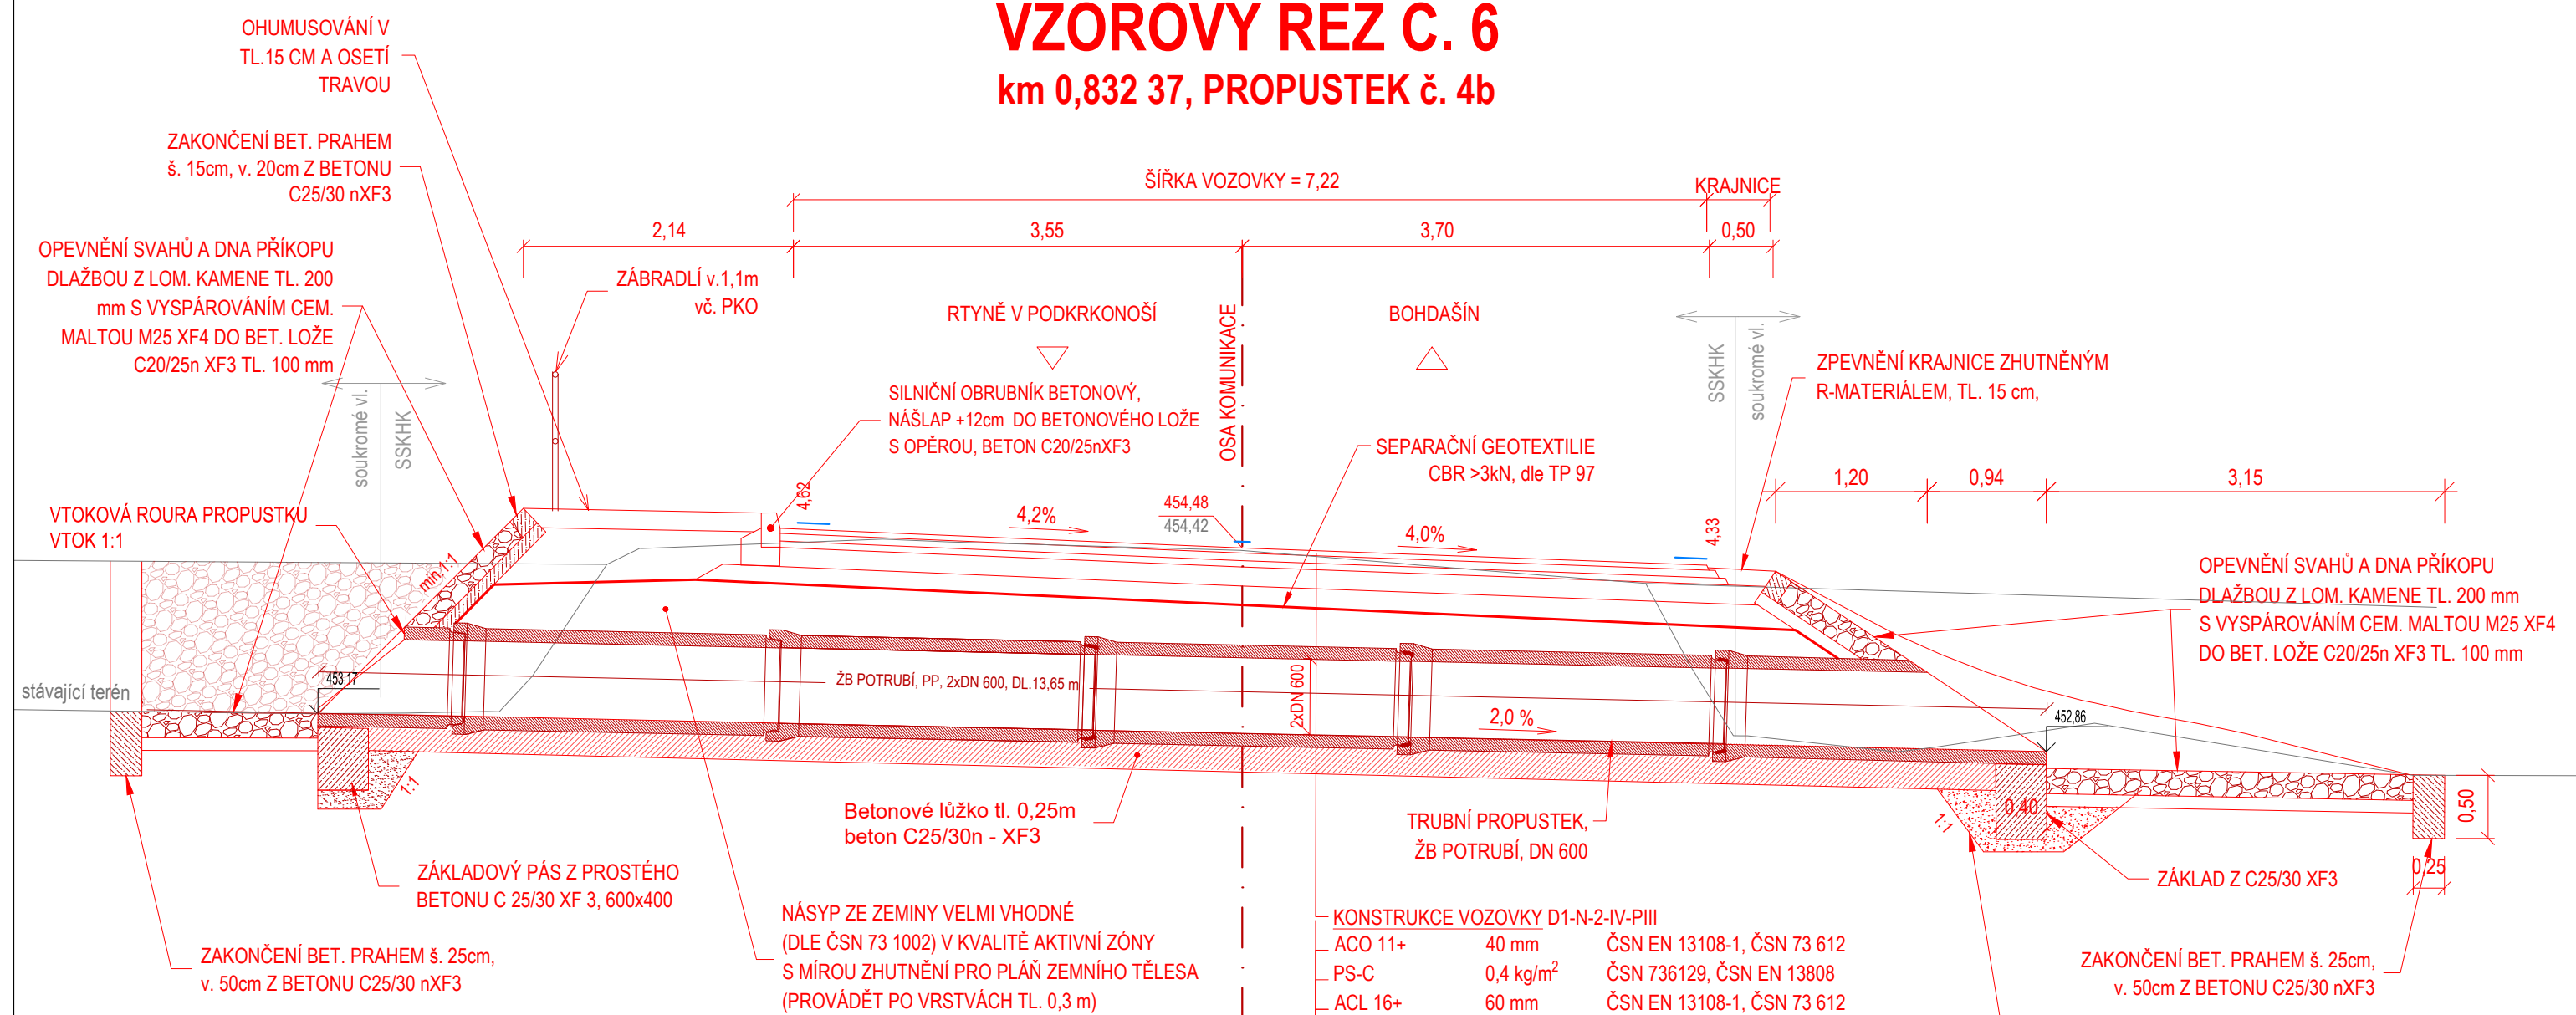 VZOROVÝ ŘEZ Č. 6
km 0,832 37, PROPUSTEK č. 4b
OHUMUSOVÁNÍ V
TL.15 CM A OSETÍ
TRAVOU
ZAKONČENÍ BET. PRAHEM
š. 15cm, v. 20cm Z BETONU
C25/30 nXF3
OPEVNĚNÍ SVAHŮ A DNA PŘÍKOPU
DLAŽBOU Z LOM. KAMENE TL. 200
mm S VYSPÁROVÁNÍM CEM.
MALTOU M25 XF4 DO BET. LOŽE
C20/25n XF3 TL. 100 mm
VTOKOVÁ ROURA PROPUSTKU
VTOK 1:1
stávající terén
soukromé vl.
SSKHK
min.1:1
ŠÍŘKA VOZOVKY = 7,22
KRAJNICE
2,14
3,55
3,70
0,50
ZÁBRADLÍ v.1,1m
vč. PKO
RTYNĚ V PODKRKONOŠÍ
BOHDAŠÍN
OSA KOMUNIKACE
SILNIČNÍ OBRUBNÍK BETONOVÝ,
NÁŠLAP +12cm DO BETONOVÉHO LOŽE
S OPĚROU, BETON C20/25nXF3
SEPARAČNÍ GEOTEXTILIE
CBR >3kN, dle TP 97
SSKHK
soukromé vl.
ZPEVNĚNÍ KRAJNICE ZHUTNĚNÝM
R-MATERIÁLEM, TL. 15 cm,
4,62
4,2%
454,48
454,42
4,0%
4,33
1,20
0,94
3,15
OPEVNĚNÍ SVAHŮ A DNA PŘÍKOPU
DLAŽBOU Z LOM. KAMENE TL. 200 mm
S VYSPÁROVÁNÍM CEM. MALTOU M25 XF4
DO BET. LOŽE C20/25n XF3 TL. 100 mm
453,17
ŽB POTRUBÍ, PP, 2xDN 600, DL.13,65 m
2xDN 600
2,0 %
452,86
1:1
Betonové lůžko tl. 0,25m
beton C25/30n - XF3
TRUBNÍ PROPUSTEK,
ŽB POTRUBÍ, DN 600
1:1
0,40
0,50
0,25
ZÁKLADOVÝ PÁS Z PROSTÉHO
BETONU C 25/30 XF 3, 600x400
ZÁKLAD Z C25/30 XF3
ZAKONČENÍ BET. PRAHEM š. 25cm,
v. 50cm Z BETONU C25/30 nXF3
NÁSYP ZE ZEMINY VELMI VHODNÉ
(DLE ČSN 73 1002) V KVALITĚ AKTIVNÍ ZÓNY
S MÍROU ZHUTNĚNÍ PRO PLÁŇ ZEMNÍHO TĚLESA
(PROVÁDĚT PO VRSTVÁCH TL. 0,3 m)
KONSTRUKCE VOZOVKY D1-N-2-IV-PIII
ACO 11+ 40 mm ČSN EN 13108-1, ČSN 73 612
PS-C 0,4 kg/m² ČSN 736129, ČSN EN 13808
ACL 16+ 60 mm ČSN EN 13108-1, ČSN 73 612
ZAKONČENÍ BET. PRAHEM š. 25cm,
v. 50cm Z BETONU C25/30 nXF3